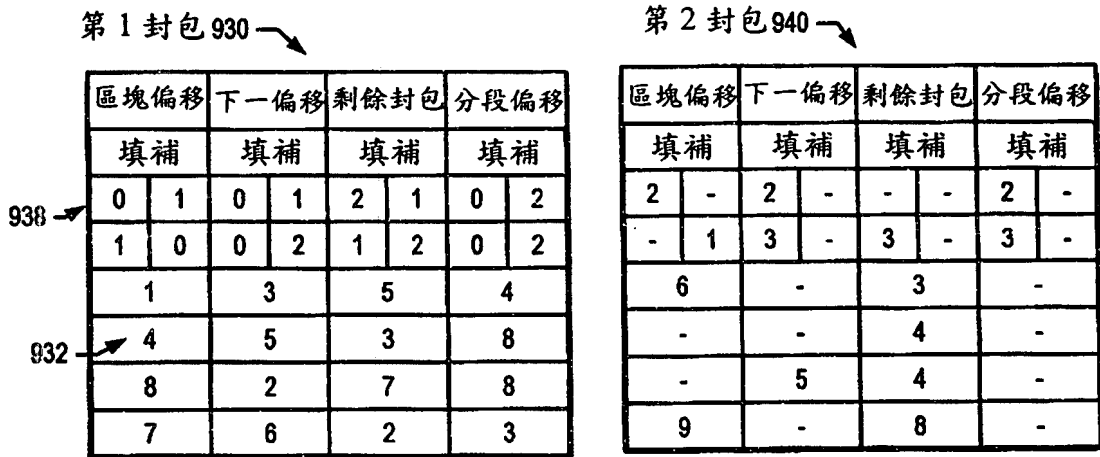 第 1 封包 930
區塊偏移 下一偏移 剩餘封包 分段偏移
填補 填補 填補 填補
938
0 1 0 1 2 1 0 2
1 0 0 2 1 2 0 2
1 3 5 4
932
4 5 3 8
8 2 7 8
7 6 2 3
第 2 封包 940
區塊偏移 下一偏移 剩餘封包 分段偏移
填補 填補 填補 填補
2 - 2 - - - 2 -
- 1 3 - 3 - 3 -
6 - 3 -
- - 4 -
- 5 4 -
9 - 8 -